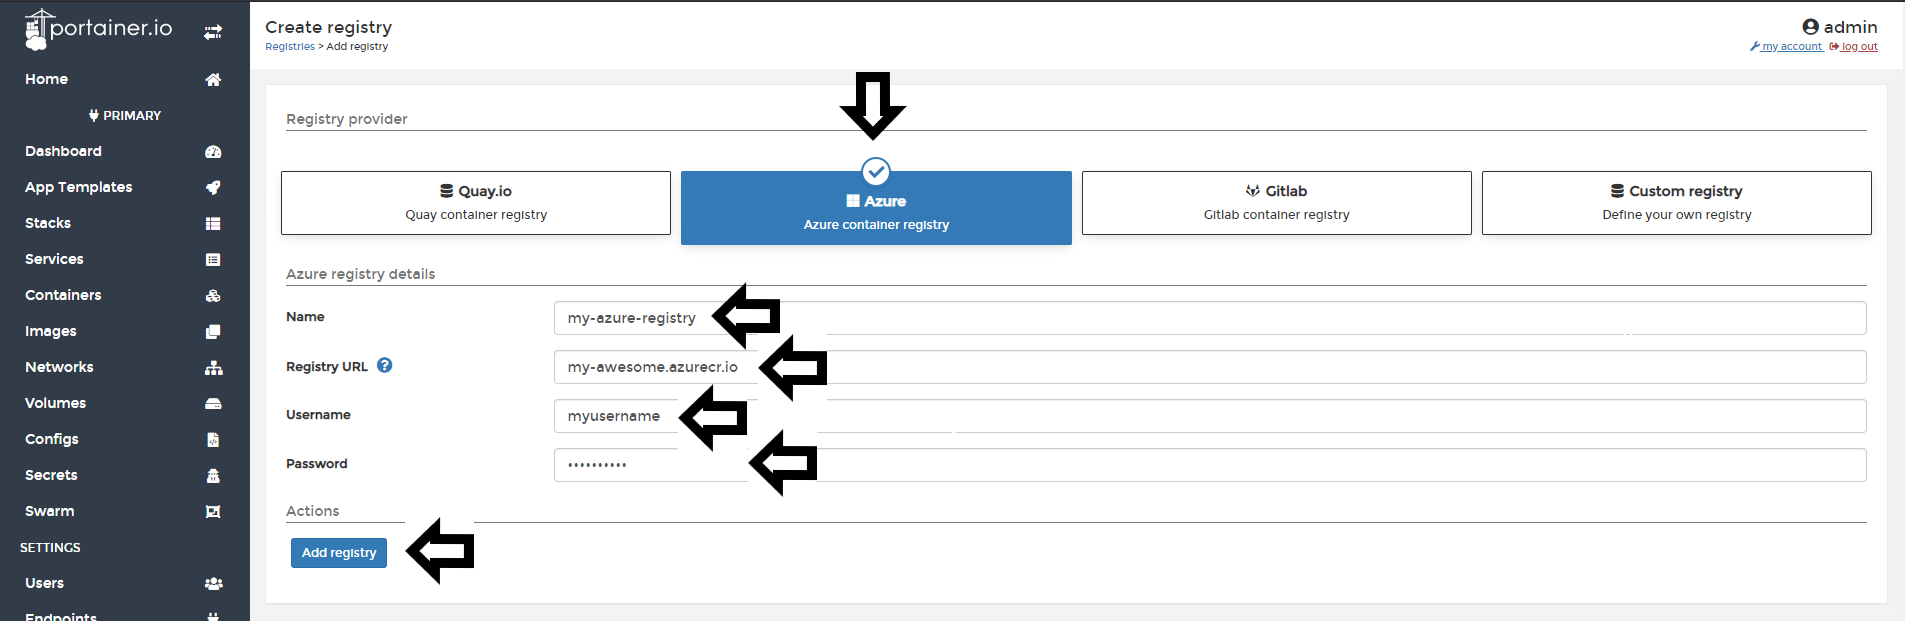 portainer.io
Home
PRIMARY
Dashboard
App Templates
Stacks
Services
Containers
Images
Networks
Volumes
Configs
Secrets
Swarm
SETTINGS
Users
Endpoints
Create registry
Registries > Add registry
admin
my account log out
Registry provider
Quay.io
Quay container registry
Azure
Azure container registry
Gitlab
Gitlab container registry
Custom registry
Define your own registry
Azure registry details
Name my-azure-registry
Registry URL ? my-awesome.azurecr.io
Username myusername
Password ••••••••••
Actions
Add registry